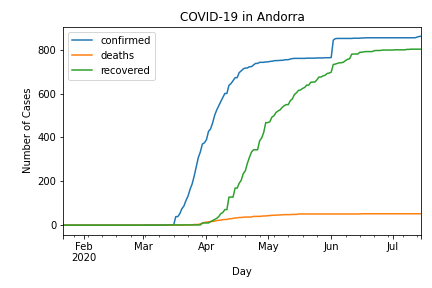 COVID-19 in Andorra
confirmed
deaths
recovered
Number of Cases
800
600
400
200
0
Feb
2020
Mar
Apr
May
Jun
Jul
Day